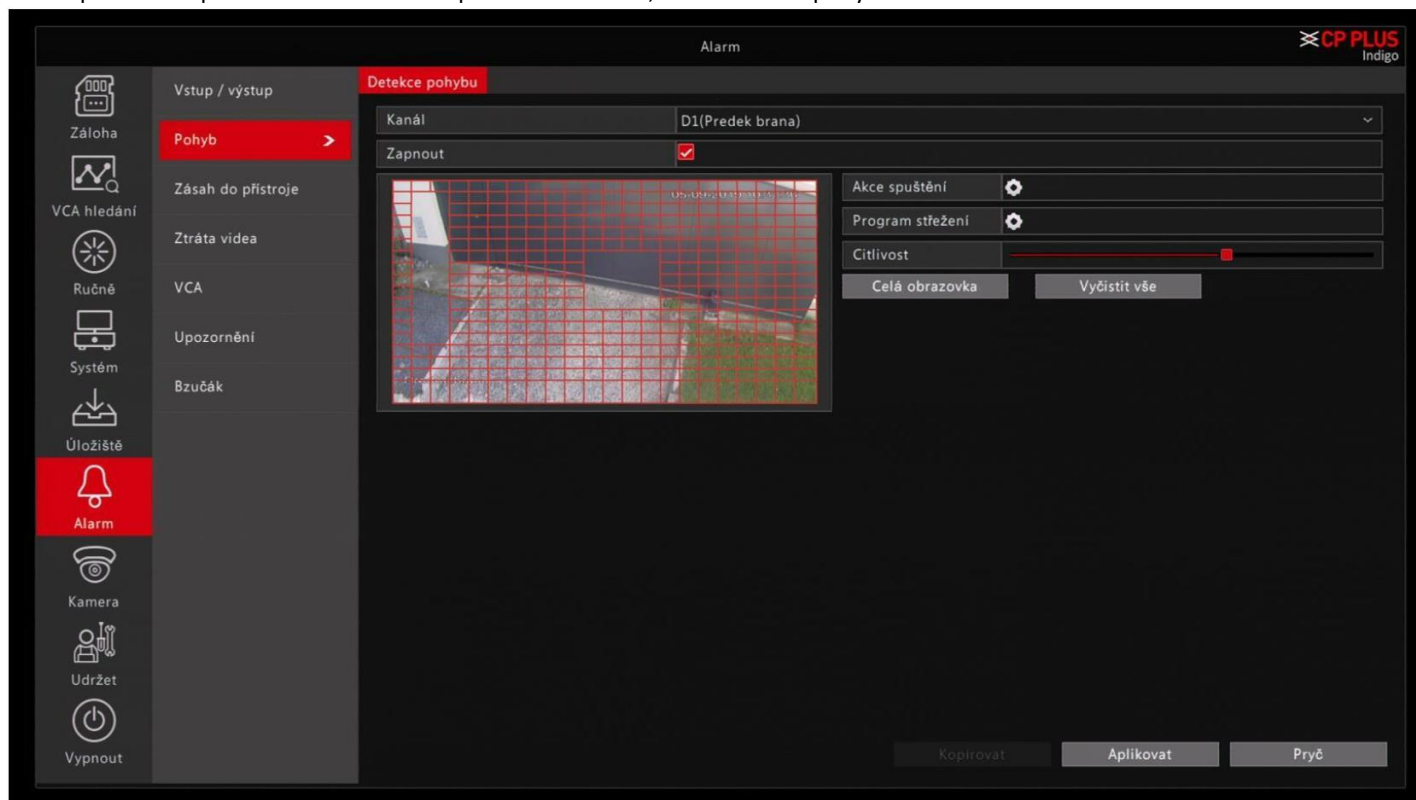 Alarm
CP PLUS
Indigo
Záloha
VCA hledání
Ručně
Systém
Úložiště
Alarm
Kamera
Udržet
Vypnout
Vstup / výstup
Pohyb
Zásah do přístroje
Ztráta videa
VCA
Upozornění
Bzučák
Detekce pohybu
Kanál D1(Predek brana)
Zapnout
Akce spuštění
Program střežení
Citlivost
Celá obrazovka Vyčistit vše
Kopírovat Aplikovat Pryč